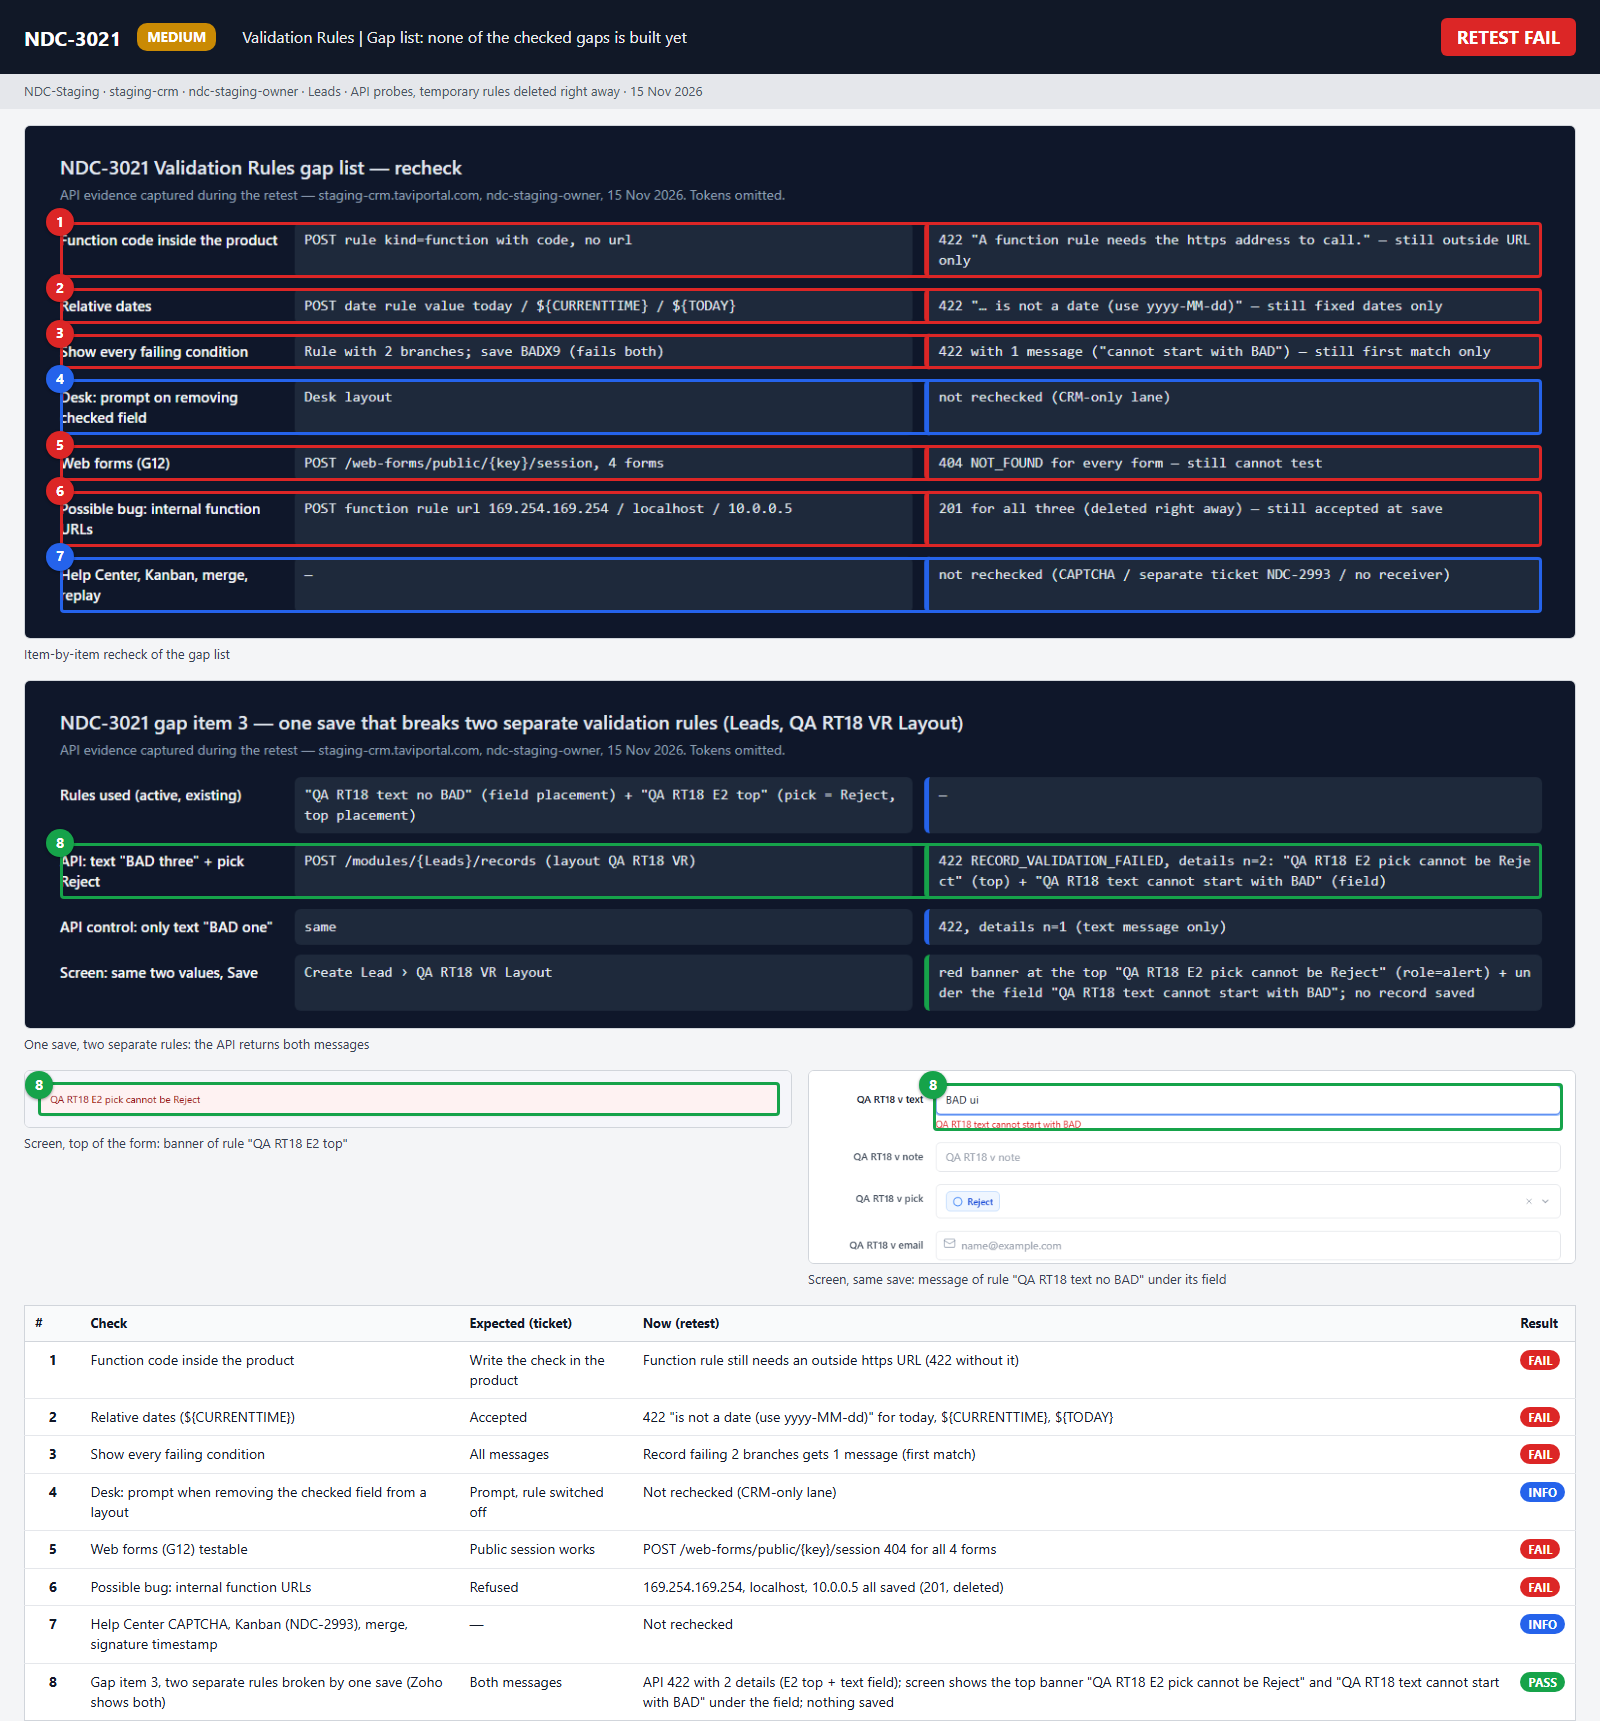 NDC-3021 MEDIUM Validation Rules | Gap list: none of the checked gaps is built yet RETEST FAIL
NDC-Staging · staging-crm · ndc-staging-owner · Leads · API probes, temporary rules deleted right away · 15 Nov 2026
NDC-3021 Validation Rules gap list — recheck
API evidence captured during the retest — staging-crm.taviportal.com, ndc-staging-owner, 15 Nov 2026. Tokens omitted.
1
Function code inside the product POST rule kind=function with code, no url 422 "A function rule needs the https address to call." — still outside URL
only
2
Relative dates POST date rule value today / ${CURRENTTIME} / ${TODAY} 422 "… is not a date (use yyyy-MM-dd)" — still fixed dates only
3
Show every failing condition Rule with 2 branches; save BADX9 (fails both) 422 with 1 message ("cannot start with BAD") — still first match only
4
Desk: prompt on removing Desk layout not rechecked (CRM-only lane)
checked field
5
Web forms (G12) POST /web-forms/public/{key}/session, 4 forms 404 NOT_FOUND for every form — still cannot test
6
Possible bug: internal function POST function rule url 169.254.169.254 / localhost / 10.0.0.5 201 for all three (deleted right away) — still accepted at save
URLs
7
Help Center, Kanban, merge, — not rechecked (CAPTCHA / separate ticket NDC-2993 / no receiver)
replay
Item-by-item recheck of the gap list
NDC-3021 gap item 3 — one save that breaks two separate validation rules (Leads, QA RT18 VR Layout)
API evidence captured during the retest — staging-crm.taviportal.com, ndc-staging-owner, 15 Nov 2026. Tokens omitted.
Rules used (active, existing) "QA RT18 text no BAD" (field placement) + "QA RT18 E2 top" (pick = Reject, —
top placement)
8
API: text "BAD three" + pick POST /modules/{Leads}/records (layout QA RT18 VR) 422 RECORD_VALIDATION_FAILED, details n=2: "QA RT18 E2 pick cannot be Reje
Reject ct" (top) + "QA RT18 text cannot start with BAD" (field)
API control: only text "BAD one" same 422, details n=1 (text message only)
Screen: same two values, Save Create Lead › QA RT18 VR Layout red banner at the top "QA RT18 E2 pick cannot be Reject" (role=alert) + un
der the field "QA RT18 text cannot start with BAD"; no record saved
One save, two separate rules: the API returns both messages
8
QA RT18 E2 pick cannot be Reject
Screen, top of the form: banner of rule "QA RT18 E2 top"
8
QA RT18 v text BAD ui
QA RT18 text cannot start with BAD
QA RT18 v note QA RT18 v note
QA RT18 v pick Reject
QA RT18 v email name@example.com
Screen, same save: message of rule "QA RT18 text no BAD" under its field
# Check Expected (ticket) Now (retest) Result
1 Function code inside the product Write the check in the Function rule still needs an outside https URL (422 without it) FAIL
product
2 Relative dates (${CURRENTTIME}) Accepted 422 "is not a date (use yyyy-MM-dd)" for today, ${CURRENTTIME}, ${TODAY} FAIL
3 Show every failing condition All messages Record failing 2 branches gets 1 message (first match) FAIL
4 Desk: prompt when removing the checked field from a Prompt, rule switched Not rechecked (CRM-only lane) INFO
layout off
5 Web forms (G12) testable Public session works POST /web-forms/public/{key}/session 404 for all 4 forms FAIL
6 Possible bug: internal function URLs Refused 169.254.169.254, localhost, 10.0.0.5 all saved (201, deleted) FAIL
7 Help Center CAPTCHA, Kanban (NDC-2993), merge, — Not rechecked INFO
signature timestamp
8 Gap item 3, two separate rules broken by one save (Zoho Both messages API 422 with 2 details (E2 top + text field); screen shows the top banner "QA RT18 E2 pick cannot be Reject" and "QA RT18 text cannot start PASS
shows both) with BAD" under the field; nothing saved